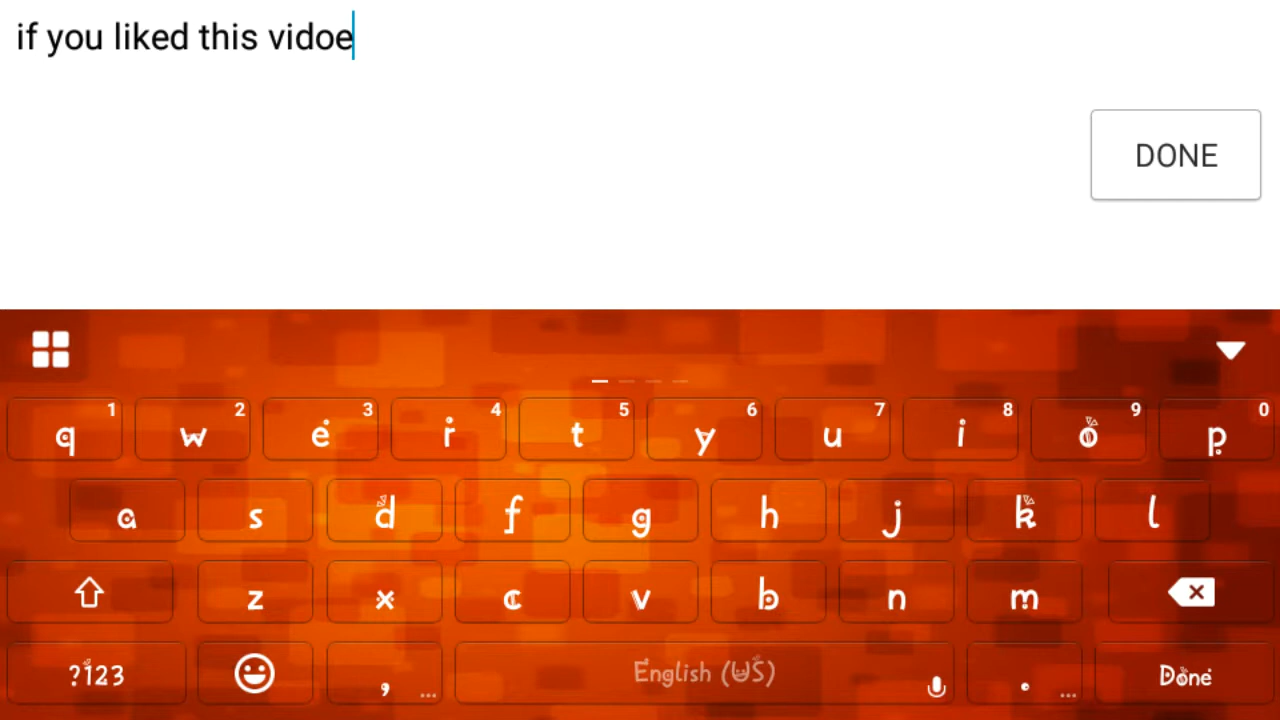 if you liked this vidoe
DONE
1 2 3 4 5 6 7 8 9 0
q w e r t y u i o p
a s d f g h j k l
z x c v b n m
?123 , ... English (US) . ... Done